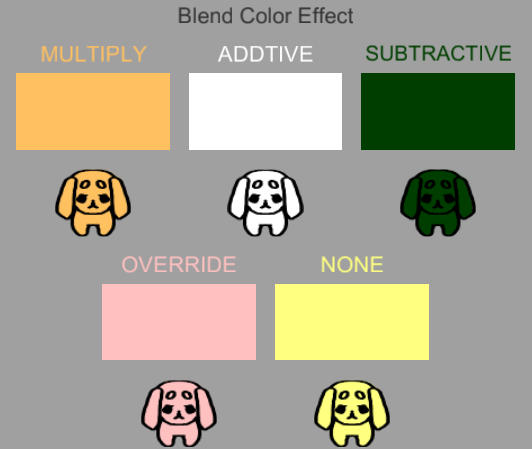 Blend Color Effect
MULTIPLY ADDTIVE SUBTRACTIVE
OVERRIDE NONE